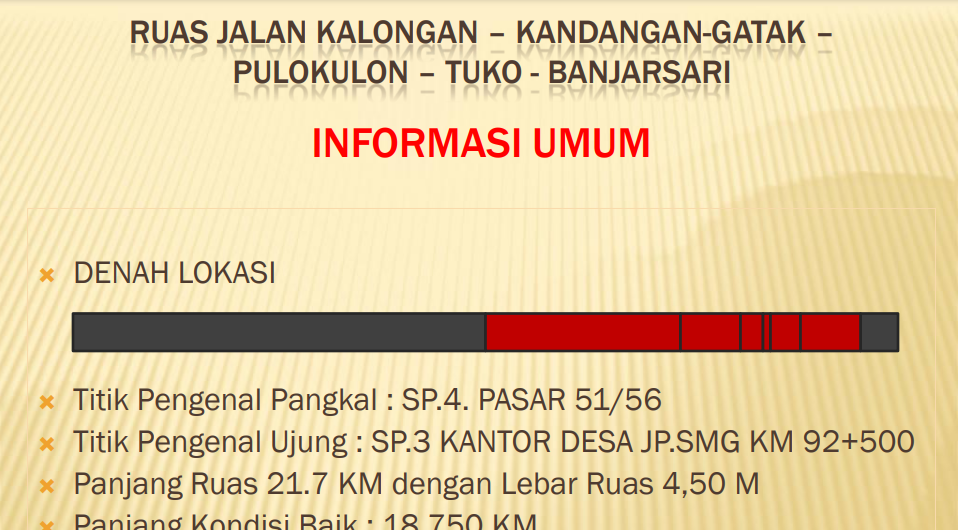 RUAS JALAN KALONGAN – KANDANGAN-GATAK –
PULOKULON – TUKO - BANJARSARI
INFORMASI UMUM
DENAH LOKASI
Titik Pengenal Pangkal : SP.4. PASAR 51/56
Titik Pengenal Ujung : SP.3 KANTOR DESA JP.SMG KM 92+500
Panjang Ruas 21.7 KM dengan Lebar Ruas 4,50 M
Panjang Kondisi Baik : 18,750 KM